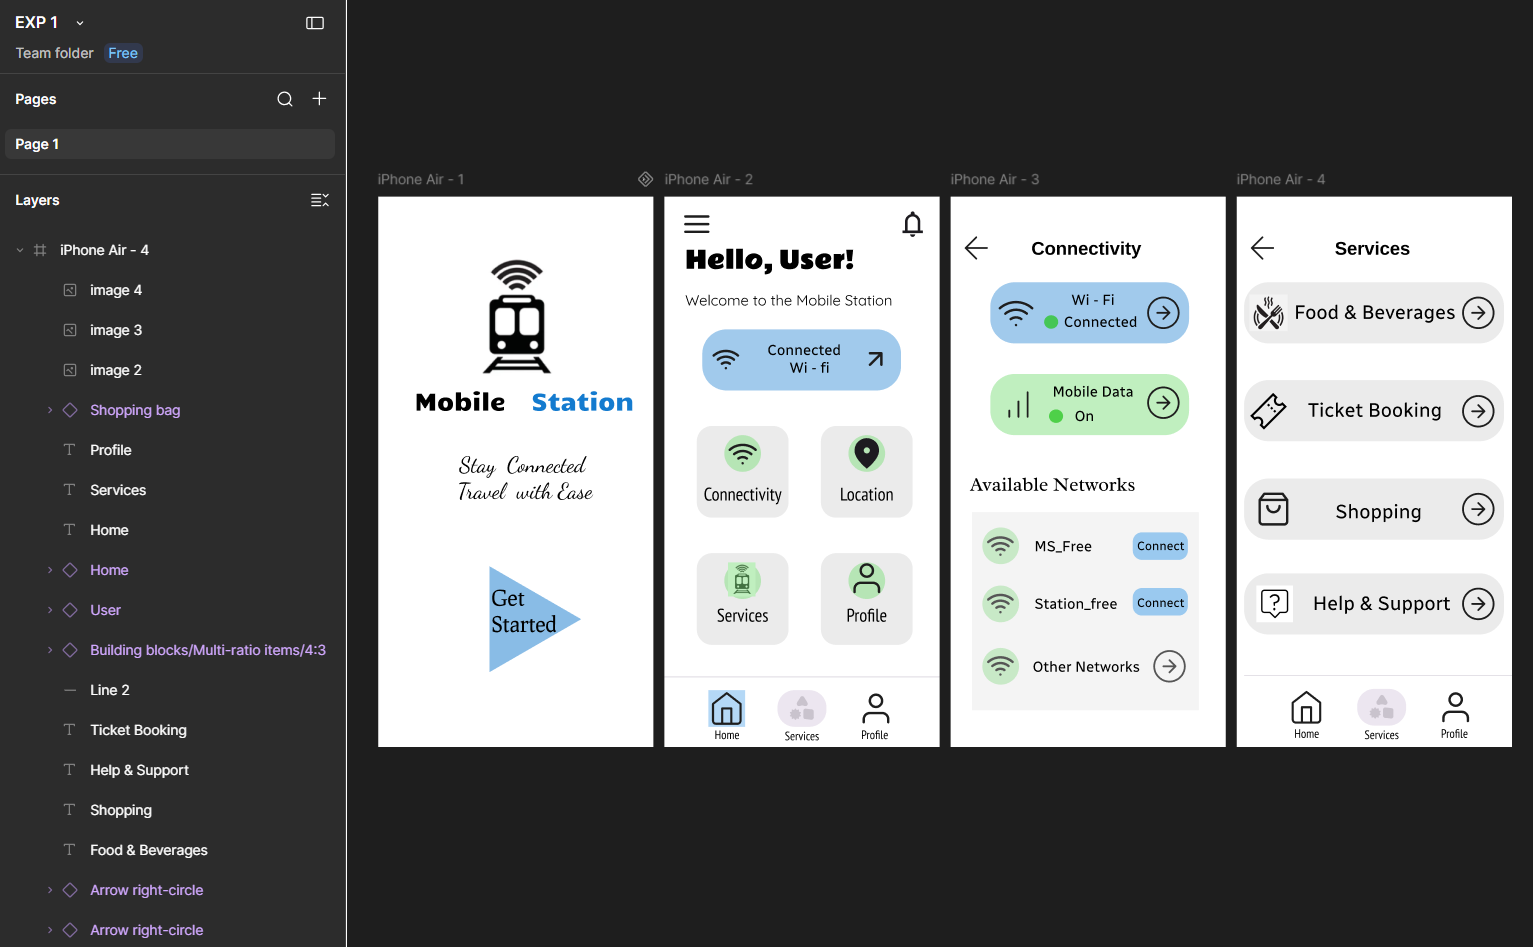 EXP 1
Team folder Free
Pages
Page 1
Layers
iPhone Air - 4
image 4
image 3
image 2
Shopping bag
Profile
Services
Home
Home
User
Building blocks/Multi-ratio items/4:3
Line 2
Ticket Booking
Help & Support
Shopping
Food & Beverages
Arrow right-circle
Arrow right-circle
iPhone Air - 1
Mobile Station
Stay Connected
Travel with Ease
Get
Started
iPhone Air - 2
Hello, User!
Welcome to the Mobile Station
Connected
Wi - fi
Connectivity
Location
Services
Profile
Home
Services
Profile
iPhone Air - 3
Connectivity
Wi - Fi
Connected
Mobile Data
On
Available Networks
MS_Free
Connect
Station_free
Connect
Other Networks
iPhone Air - 4
Services
Food & Beverages
Ticket Booking
Shopping
Help & Support
Home
Services
Profile